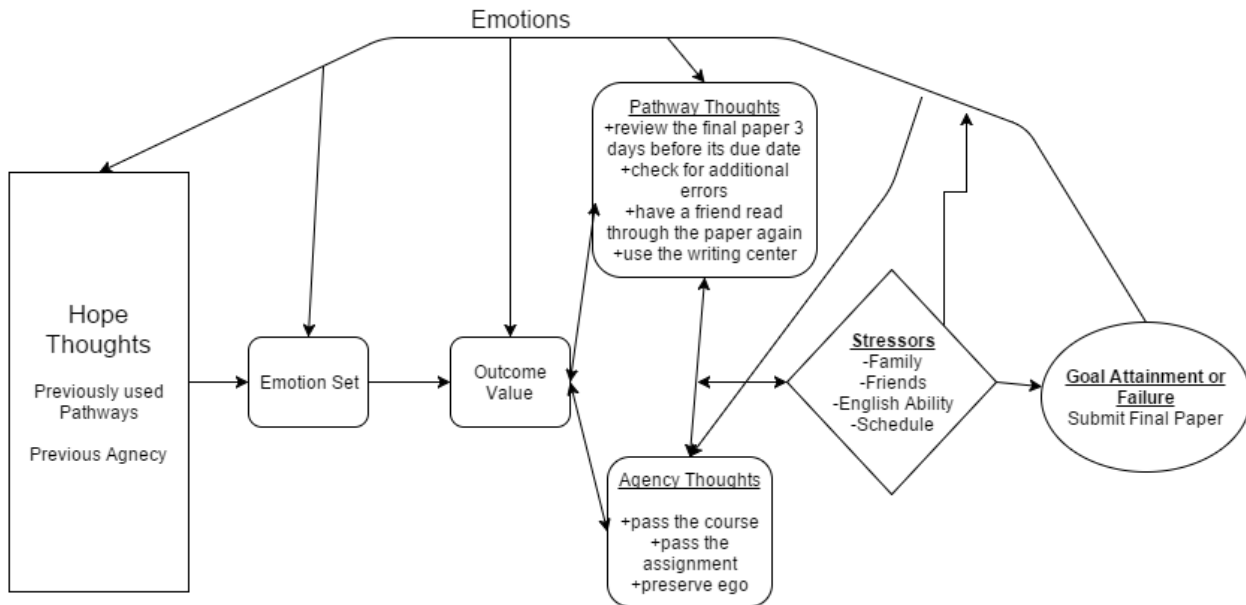 Emotions
Hope
Thoughts
Previously used
Pathways
Previous Agnecy
Emotion Set
Outcome
Value
Pathway Thoughts
+review the final paper 3
days before its due date
+check for additional
errors
+have a friend read
through the paper again
+use the writing center
Agency Thoughts
+pass the course
+pass the
assignment
+preserve ego
Stressors
-Family
-Friends
-English Ability
-Schedule
Goal Attainment or
Failure
Submit Final Paper